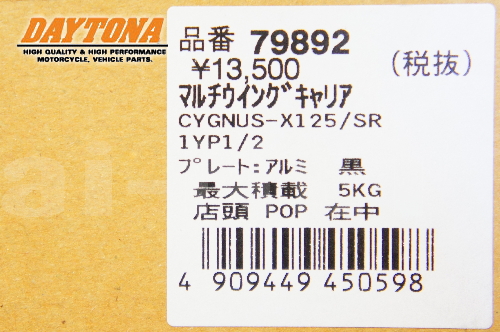 DAYTONA
HIGH QUALITY & HIGH PERFORMANCE
MOTORCYCLE, VEHICLE PARTS.
品番 79892
¥13,500 (税抜)
マルチウイングキャリア
CYGNUS-X125/SR
1YP1/2
プレート:アルミ 黒
最大積載 5KG
店頭 POP 在中
4 909449 450598